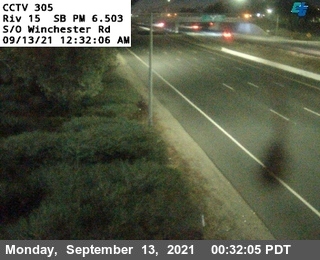 CCTV 305
Riv 15 SB PM 6.503
S/O Winchester Rd
09/13/21 12:32:06 AM
Monday, September 13, 2021 00:32:05 PDT